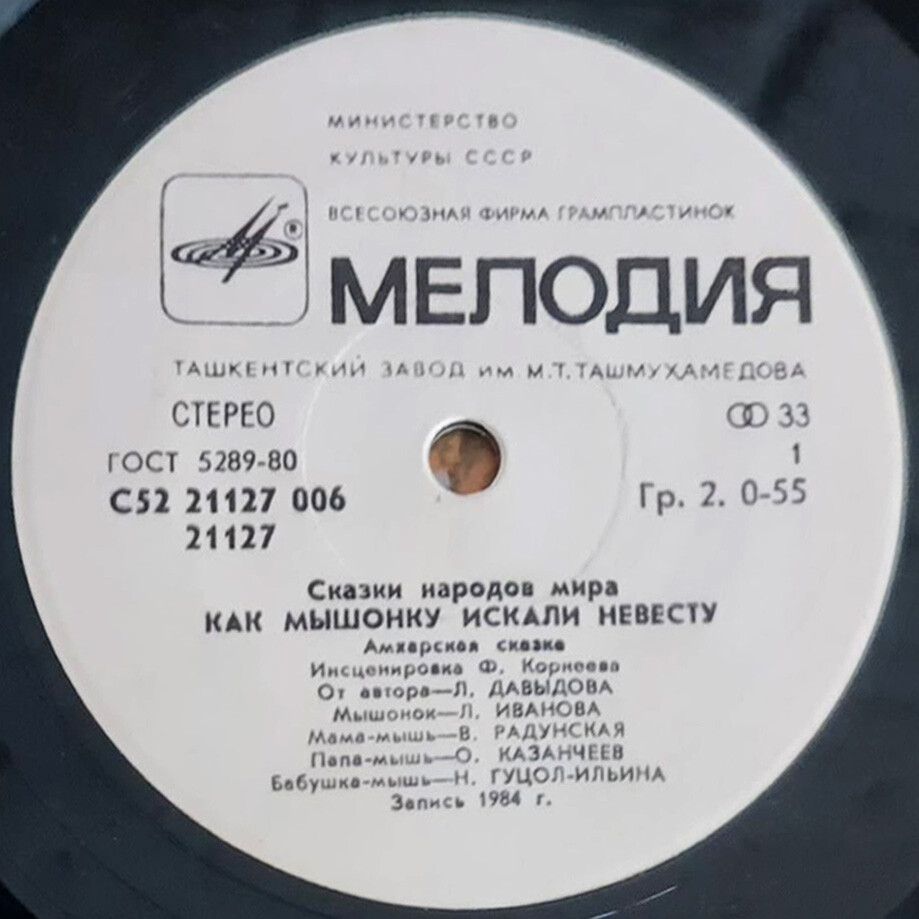 МИНИСТЕРСТВО
КУЛЬТУРЫ СССР
ВСЕСОЮЗНАЯ ФИРМА ГРАМПЛАСТИНОК
®
МЕЛОДИЯ
ТАШКЕНТСКИЙ ЗАВОД ИМ М.Т.ТАШМУХАМЕДОВА
СТЕРЕО 33
ГОСТ 5289-80 1
С52 21127 006 Гр. 2. 0-55
21127
Сказки народов мира
КАК МЫШОНКУ ИСКАЛИ НЕВЕСТУ
Амхарская сказка
Инсценировка Ф. Корнеева
От автора—Л. ДАВЫДОВА
Мышонок—Л. ИВАНОВА
Мама-мышь—В. РАДУНСКАЯ
Папа-мышь—О. КАЗАНЧЕЕВ
Бабушка-мышь—Н. ГУЦОЛ-ИЛЬИНА
Запись 1984 г.